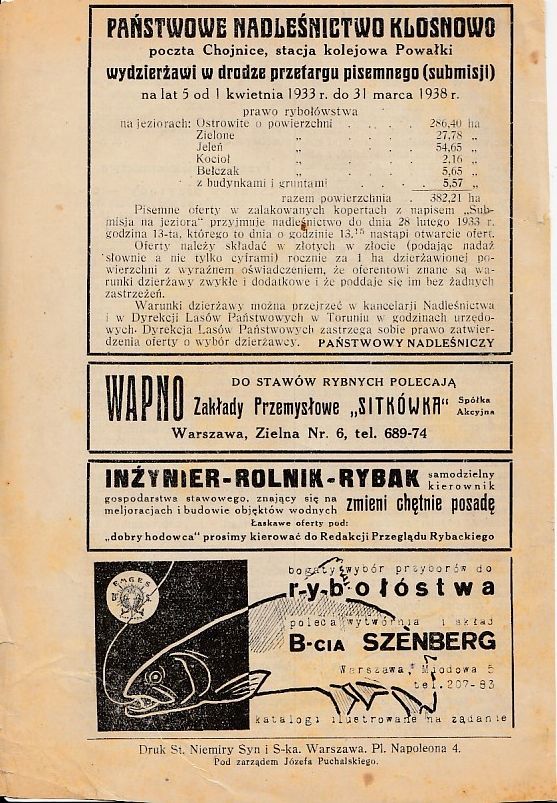 PAŃSTWOWE NADLEŚNICTWO KLOSNOWO
poczta Chojnice, stacja kolejowa Powałki
wydzierżawi w drodze przetargu pisemnego (submisji)
na lat 5 od 1 kwietnia 1933 r. do 31 marca 1938 r.
prawo rybołówstwa
na jeziorach: Ostrowite o powierzchni . . . . 286,40 ha
Zielone „ . . . . 27,78 „
Jeleń „ . . . . 54,65 „
Kocioł „ . . . . 2,16 „
Bełczak „ . . . . 5,65 „
z budynkami i gruntami . . . . 5,57 „
razem powierzchnia . 382,21 ha
Pisemne oferty w zalakowanych kopertach z napisem „Sub-
misja na jeziora" przyjmuje nadleśnictwo do dnia 28 lutego 1933 r.
godzina 13-ta, którego to dnia o godzinie 13.15 nastąpi otwarcie ofert.
Oferty należy składać w złotych w złocie (podając nadaż
słownie a nie tylko cyframi) rocznie za 1 ha dzierżawionej po-
wierzchni z wyraźnem oświadczeniem, że oferentowi znane są wa-
runki dzierżawy zwykłe i dodatkowe i że poddaje się im bez żadnych
zastrzeżeń.
Warunki dzierżawy można przejrzeć w kancelarji Nadleśnictwa
i w Dyrekcji Lasów Państwowych w Toruniu w godzinach urzędo-
wych. Dyrekcja Lasów Państwowych zastrzega sobie prawo zatwier-
dzenia oferty o wybór dzierżawcy. PAŃSTWOWY NADLEŚNICZY
WAPNO
DO STAWÓW RYBNYCH POLECAJĄ
Zakłady Przemysłowe „SITKÓWKA" Spółka Akcyjna
Warszawa, Zielna Nr. 6, tel. 689-74
INŻYNIER-ROLNIK-RYBAK samodzielny kierownik
gospodarstwa stawowego, znający się na
meljoracjach i budowie objektów wodnych zmieni chętnie posadę
Łaskawe oferty pod:
„dobry hodowca" prosimy kierować do Redakcji Przeglądu Rybackiego
EMGES
bogaty wybór przyborów do
r-y-b-ołóstwa
poleca wytwórnia i skład
B-CIA SZĖNBERG
Warszawa, Miodowa 5
tel. 207-83
katalogi ilustrowane na żądanie
Druk St. Niemiry Syn i S-ka. Warszawa. Pl. Napoleona 4.
Pod zarządem Józefa Puchalskiego.